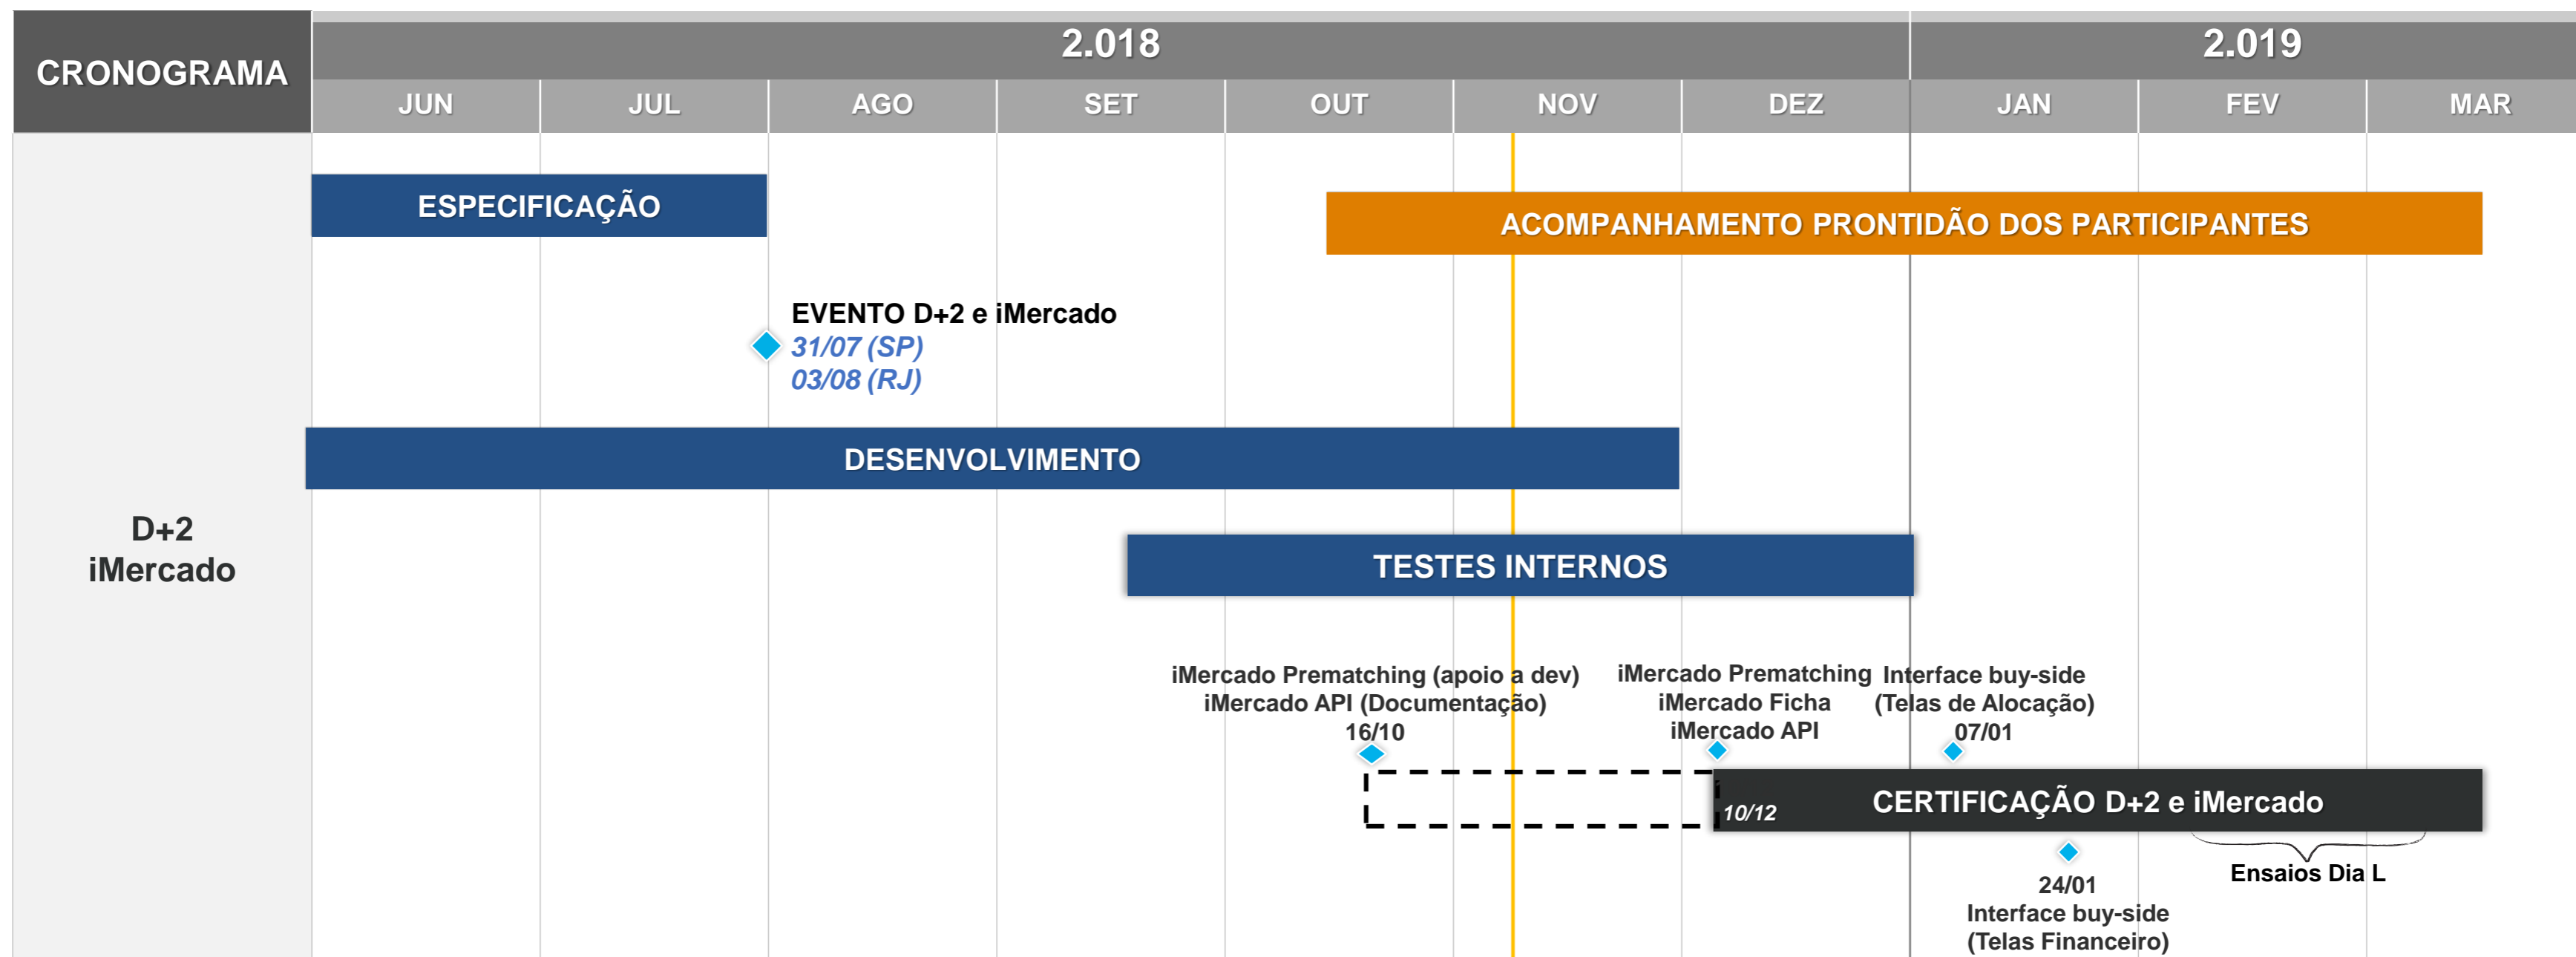 CRONOGRAMA
2.018
2.019
JUN
JUL
AGO
SET
OUT
NOV
DEZ
JAN
FEV
MAR
ESPECIFICAÇÃO
ACOMPANHAMENTO PRONTIDÃO DOS PARTICIPANTES
EVENTO D+2 e iMercado
31/07 (SP)
03/08 (RJ)
DESENVOLVIMENTO
D+2
iMercado
TESTES INTERNOS
iMercado Prematching (apoio a dev)
iMercado API (Documentação)
16/10
iMercado Prematching
iMercado Ficha
iMercado API
Interface buy-side
(Telas de Alocação)
07/01
10/12
CERTIFICAÇÃO D+2 e iMercado
Ensaios Dia L
24/01
Interface buy-side
(Telas Financeiro)